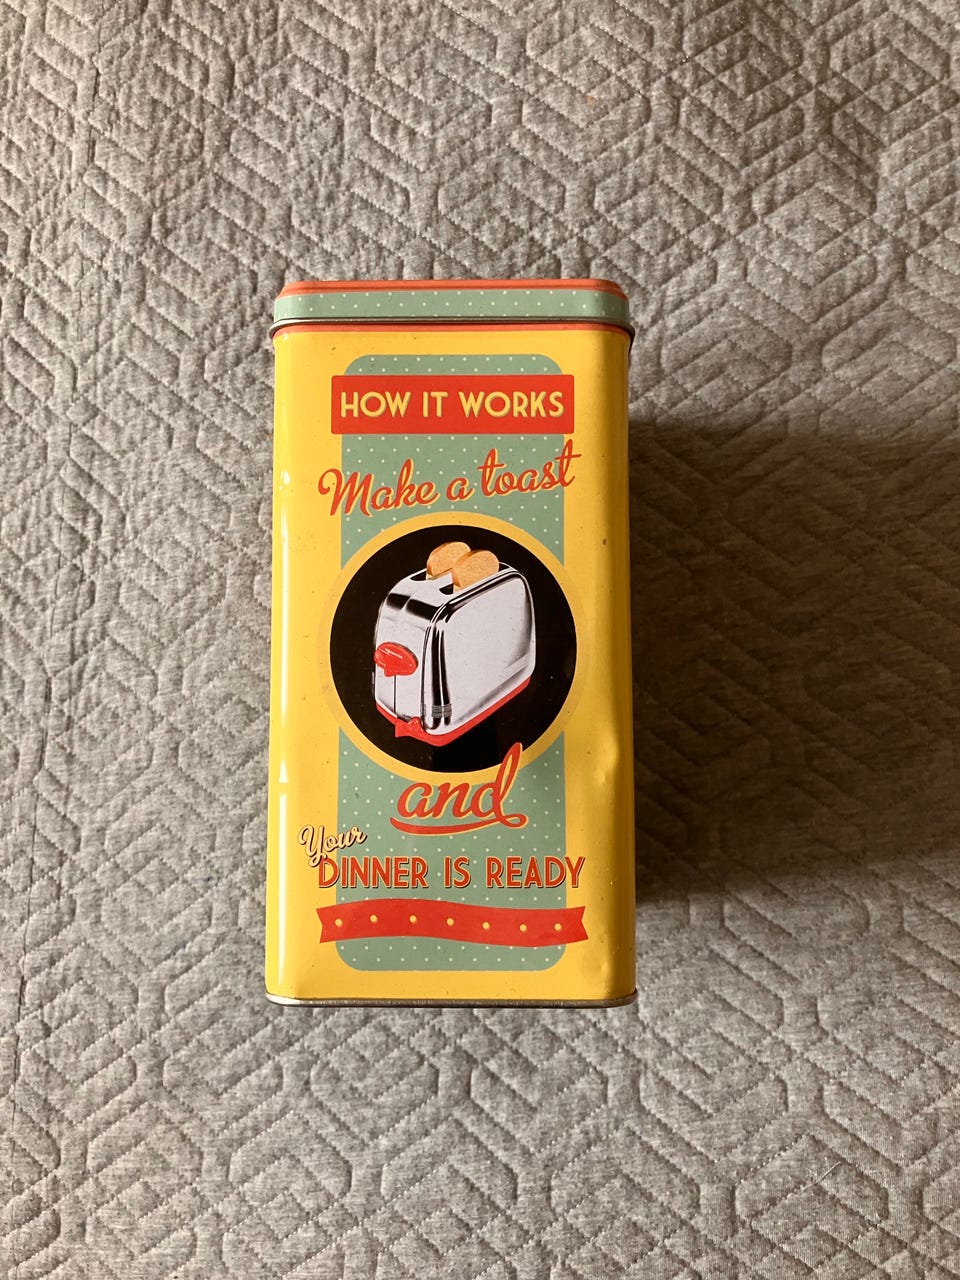 HOW IT WORKS
Make a toast
and
Your
DINNER IS READY